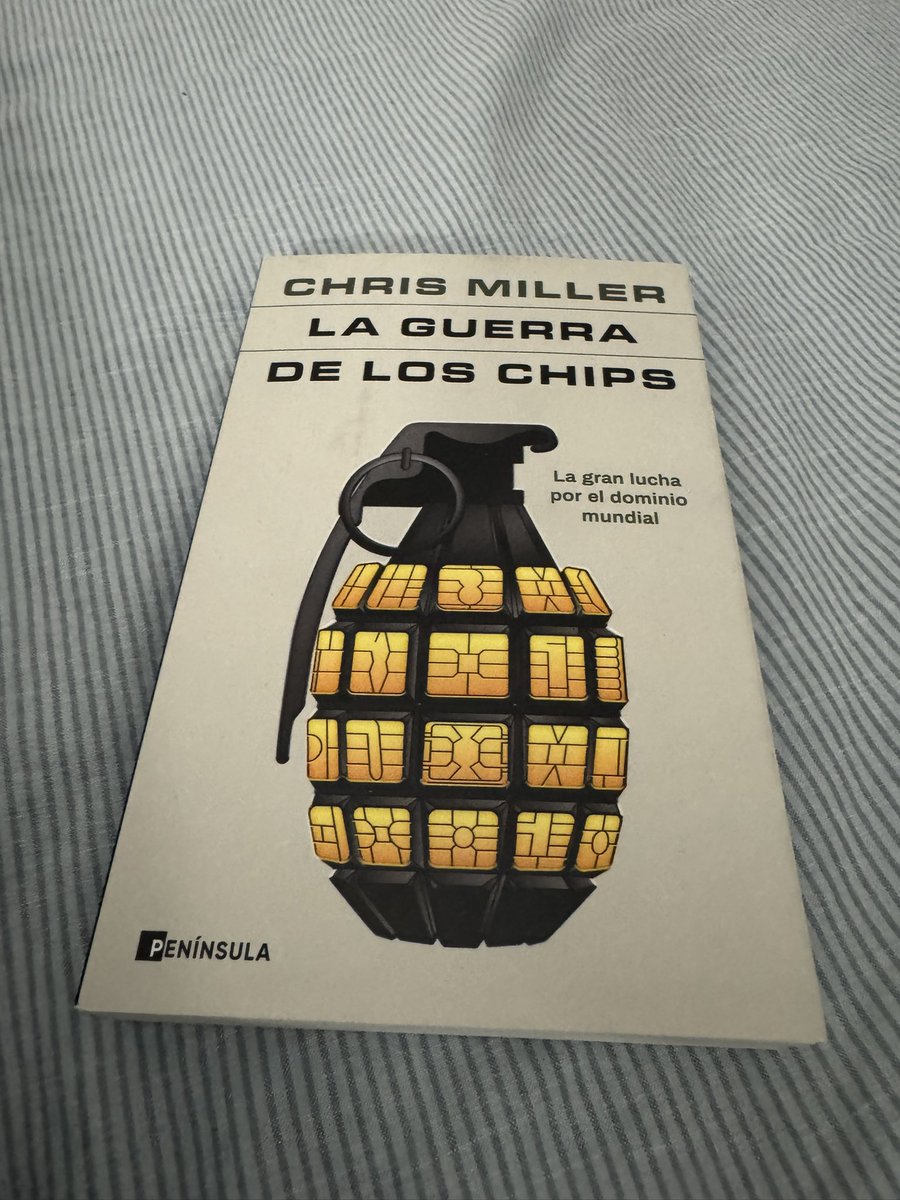 CHRIS MILLER
LA GUERRA
DE LOS CHIPS
La gran lucha
por el dominio
mundial
PENÍNSULA